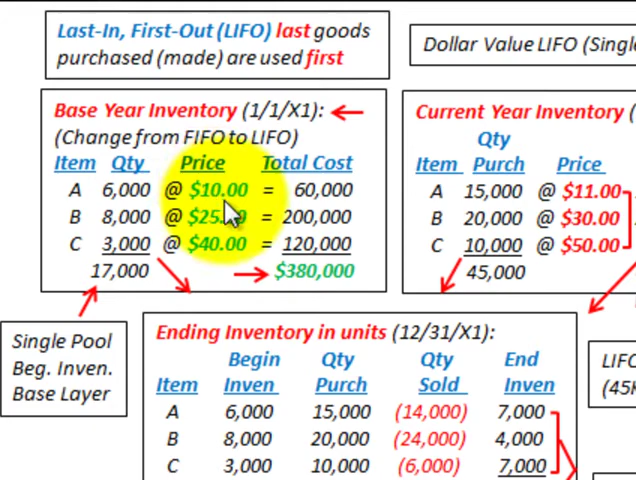 Last-In, First-Out (LIFO) last goods
purchased (made) are used first
Dollar Value LIFO (Single
Base Year Inventory (1/1/X1):
(Change from FIFO to LIFO)
Item Qty Price Total Cost
A 6,000 @ $10.00 = 60,000
B 8,000 @ = 200,000
C 3,000 @ $40.00 = 120,000
17,000 $380,000
Current Year Inventory (
Qty
Item Purch Price
A 15,000 @ $11.00
B 20,000 @ $30.00
C 10,000 @ $50.00
45,000
Single Pool
Beg. Inven.
Base Layer
Ending Inventory in units (12/31/X1):
Begin Qty Qty End
Item Inven Purch Sold Inven
A 6,000 15,000 (14,000) 7,000
B 8,000 20,000 (24,000) 4,000
C 3,000 10,000 (6,000) 7,000
LIFO
(45K